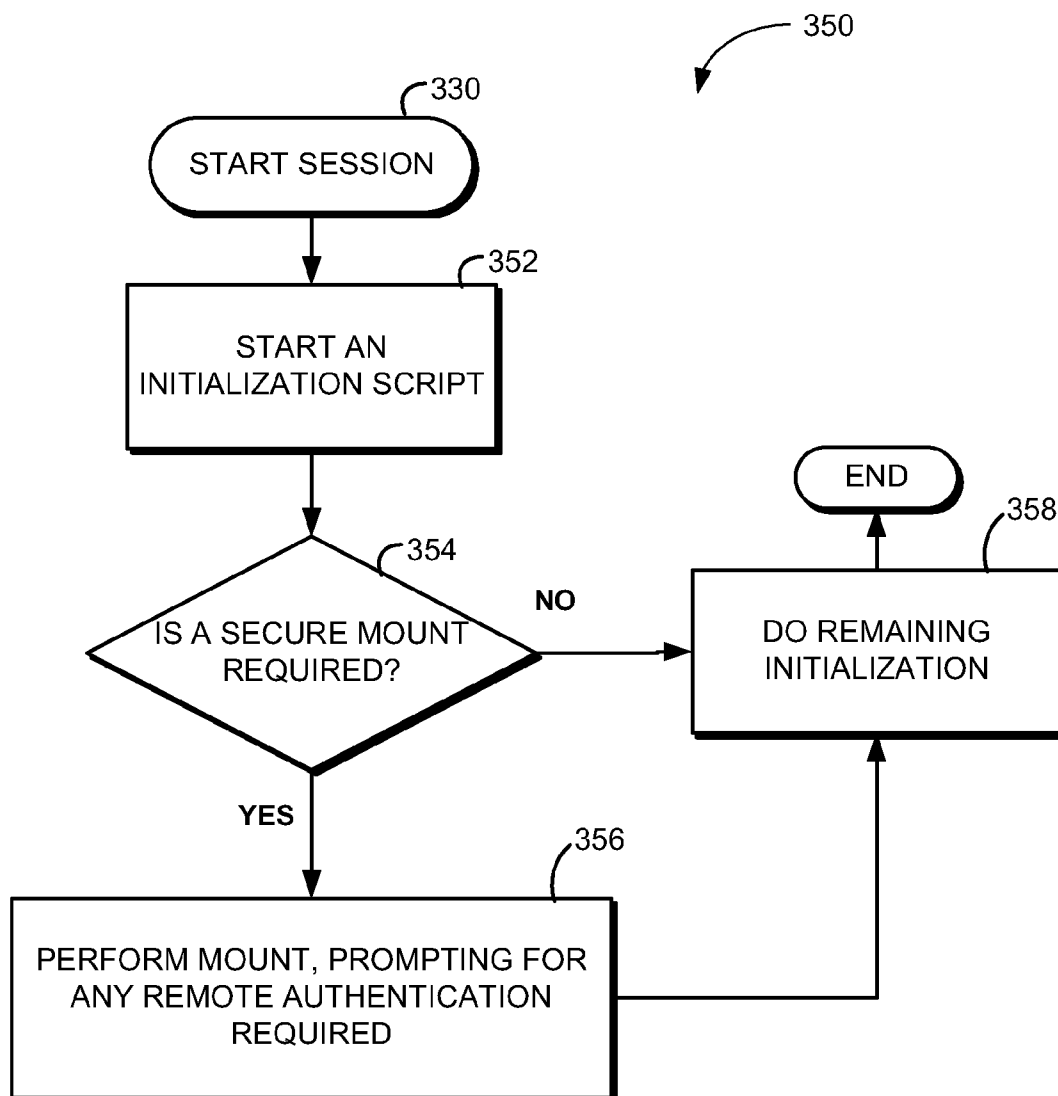 350
330
START SESSION
352
START AN
INITIALIZATION SCRIPT
354
IS A SECURE MOUNT
REQUIRED?
NO
YES
END
358
DO REMAINING
INITIALIZATION
356
PERFORM MOUNT, PROMPTING FOR
ANY REMOTE AUTHENTICATION
REQUIRED